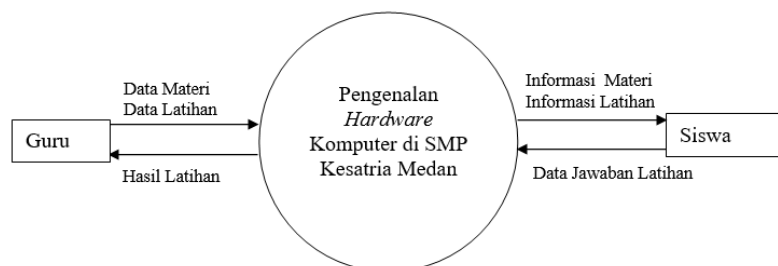 Data Materi
Data Latihan
Guru
Hasil Latihan
Pengenalan
Hardware
Komputer di SMP
Kesatria Medan
Informasi Materi
Informasi Latihan
Siswa
Data Jawaban Latihan